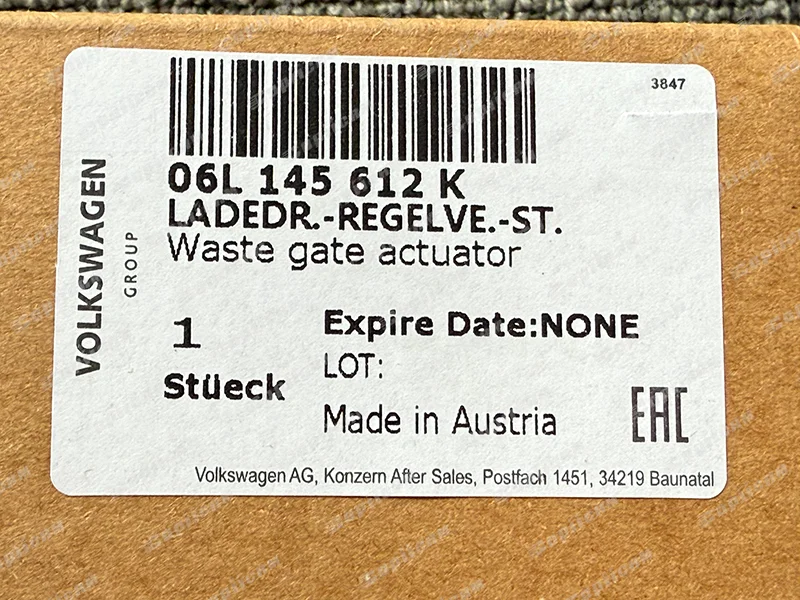 3847
06L 145 612 K
LADEDR.-REGELVE.-ST.
Waste gate actuator
VOLKSWAGEN
GROUP
1
Stüeck
Expire Date:NONE
LOT:
Made in Austria
EAC
Volkswagen AG, Konzern After Sales, Postfach 1451, 34219 Baunatal